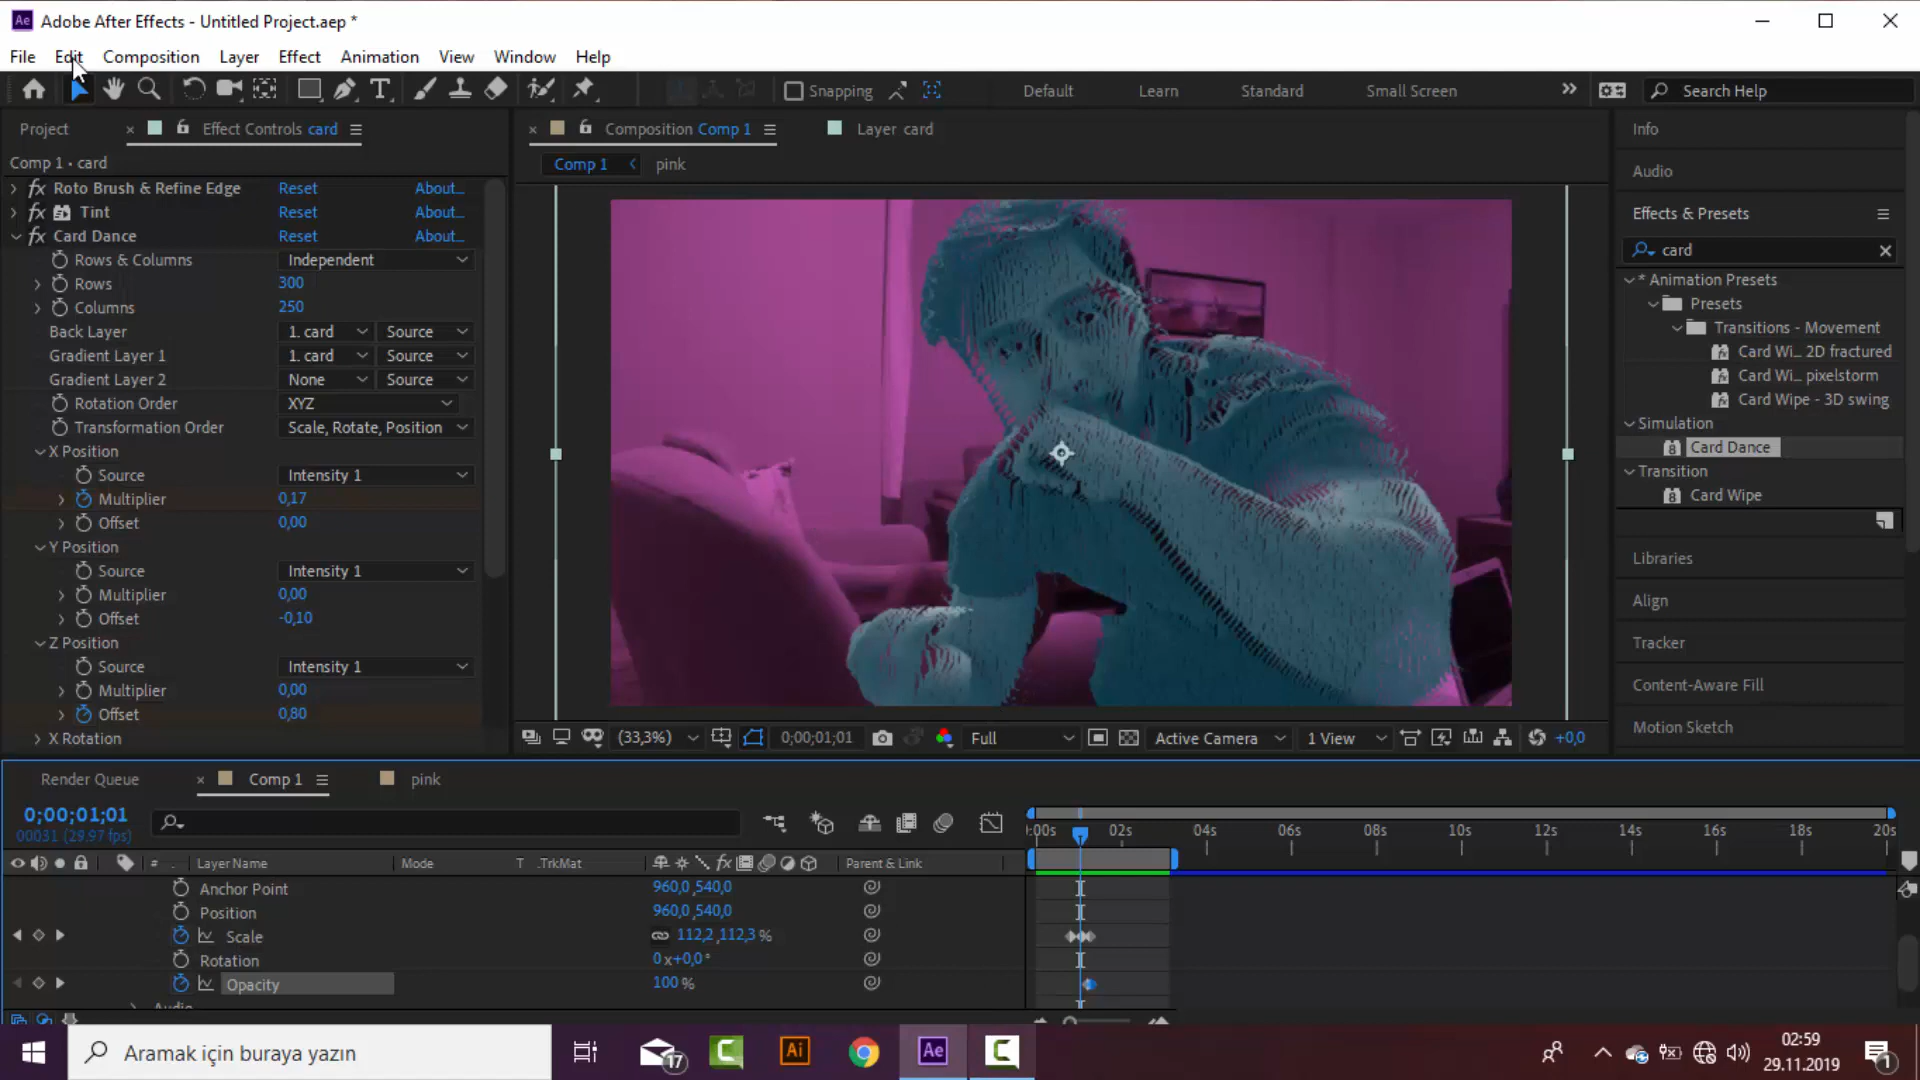 Ae Adobe After Effects - Untitled Project.aep *
File Edit Composition Layer Effect Animation View Window Help
Snapping Default Learn Standard Small Screen Search Help
Project Effect Controls card Composition Comp 1 Layer card Info
Comp 1 • card Comp 1 pink Audio
fx Roto Brush & Refine Edge Reset About...
fx Tint Reset About... Effects & Presets
fx Card Dance Reset About... card
Rows & Columns Independent * Animation Presets
Rows 300 Presets
Columns 250 Transitions - Movement
Back Layer 1. card Source Card Wi... 2D fractured
Gradient Layer 1 1. card Source Card Wi... pixelstorm
Gradient Layer 2 None Source Card Wipe - 3D swing
Rotation Order XYZ Simulation
Transformation Order Scale, Rotate, Position Card Dance
X Position Transition
Source Intensity 1 Card Wipe
Multiplier 0,17
Offset 0,00
Y Position Libraries
Source Intensity 1
Multiplier 0,00 Align
Offset -0,10
Z Position Tracker
Source Intensity 1
Multiplier 0,00 Content-Aware Fill
Offset 0,80 Motion Sketch
X Rotation (33,3%) 0;00;01;01 Full Active Camera 1 View +0,0
Render Queue Comp 1 pink
0;00;01;01
00031 (29.97 fps) :00s 02s 04s 06s 08s 10s 12s 14s 16s 18s 20s
# Layer Name Mode T .TrkMat fx Parent & Link
Anchor Point 960,0 ,540,0
Position 960,0 ,540,0
Scale 112,2 ,112,3 %
Rotation 0 x+0,0 °
Opacity 100 %
Audio
Aramak için buraya yazın 17 C Ai Ae C 02:59
29.11.2019 1